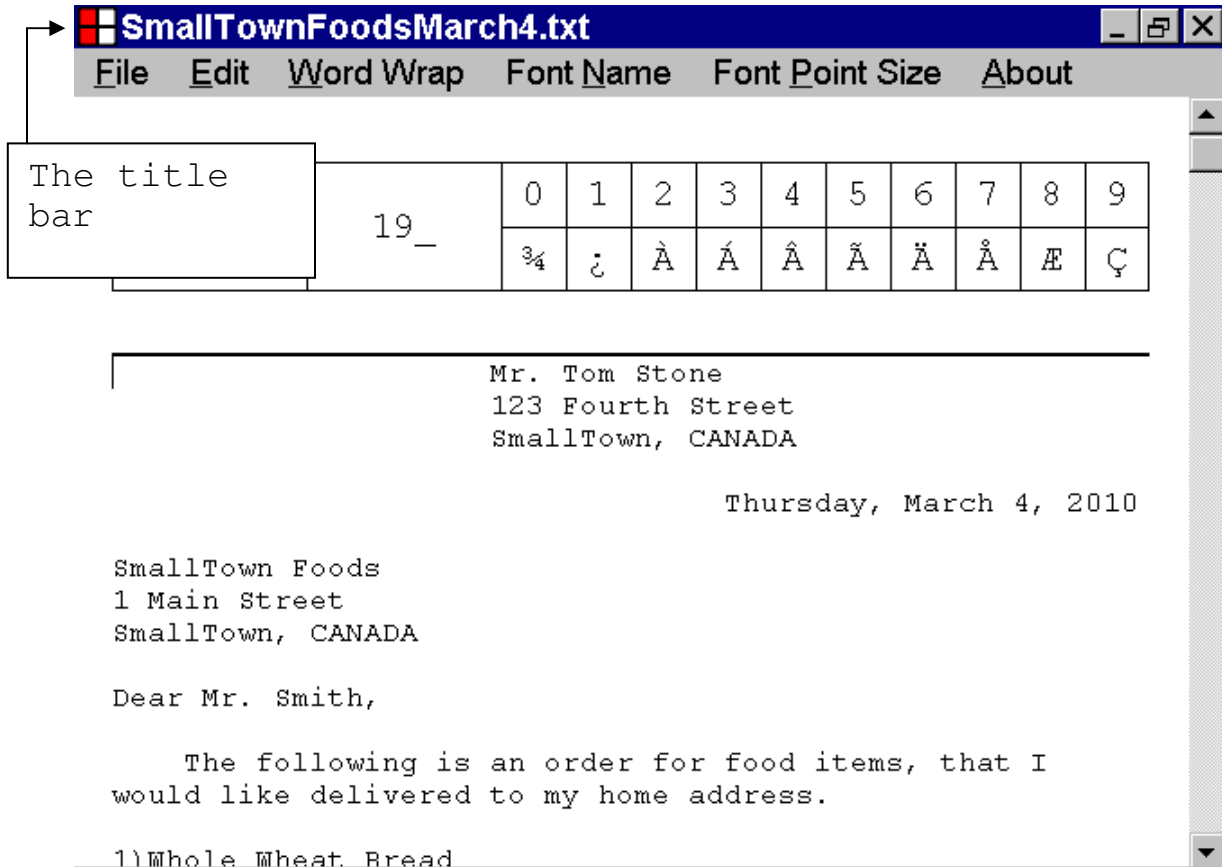 SmallTownFoodsMarch4.txt
File Edit Word Wrap Font Name Font Point Size About
The title
bar
19_
0 1 2 3 4 5 6 7 8 9
¾ ¿ À Á Â Ã Ä Å Æ Ç
Mr. Tom Stone
123 Fourth Street
SmallTown, CANADA
Thursday, March 4, 2010
SmallTown Foods
1 Main Street
SmallTown, CANADA
Dear Mr. Smith,
The following is an order for food items, that I
would like delivered to my home address.
1)Whole Wheat Bread